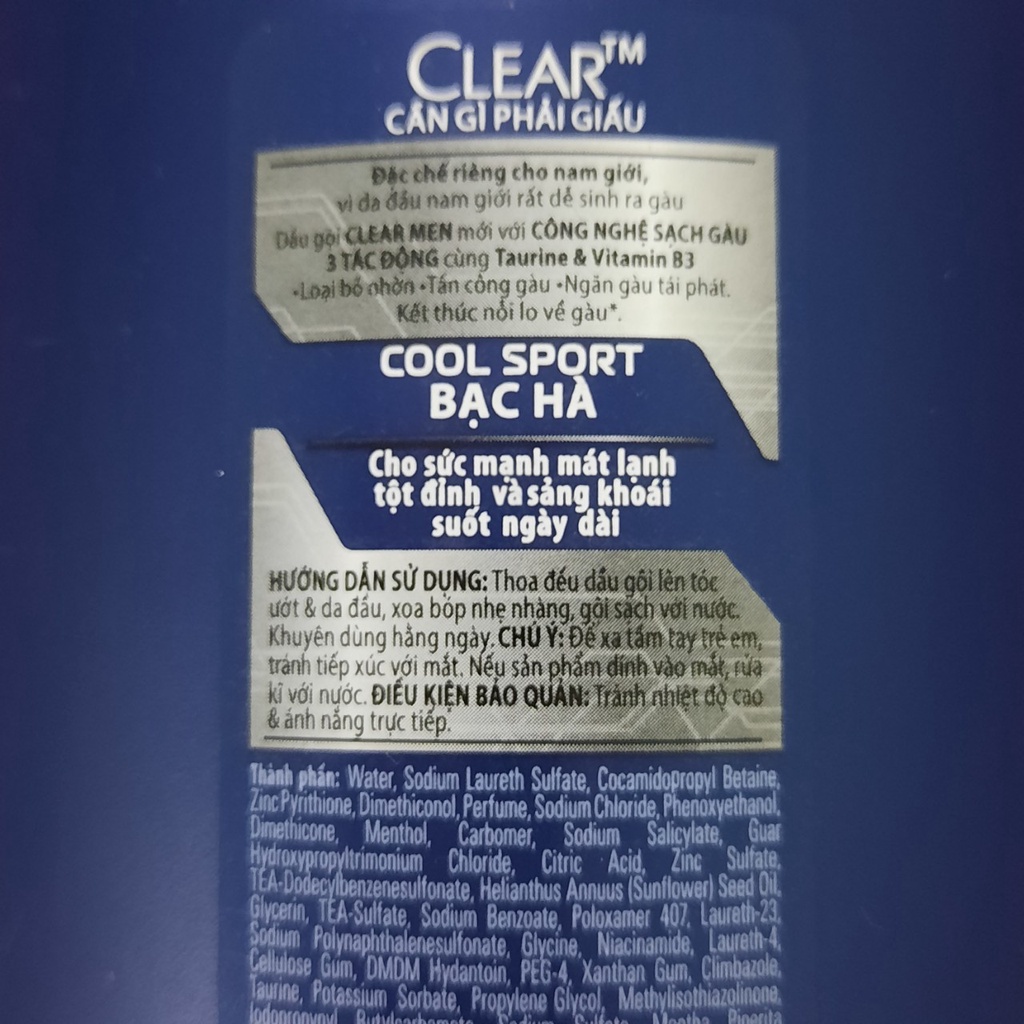 CLEAR™
CẦN GÌ PHẢI GIẤU
Đặc chế riêng cho nam giới,
vì da đầu nam giới rất dễ sinh ra gàu
Dầu gội CLEAR MEN mới với CÔNG NGHỆ SẠCH GÀU
3 TÁC ĐỘNG cùng Taurine & Vitamin B3
•Loại bỏ nhờn •Tấn công gàu •Ngăn gàu tái phát.
Kết thúc nỗi lo về gàu*.
COOL SPORT
BẠC HÀ
Cho sức mạnh mát lạnh
tột đỉnh và sảng khoái
suốt ngày dài
HƯỚNG DẪN SỬ DỤNG: Thoa đều dầu gội lên tóc
ướt & da đầu, xoa bóp nhẹ nhàng, gội sạch với nước.
Khuyên dùng hằng ngày. CHÚ Ý: Để xa tầm tay trẻ em,
tránh tiếp xúc với mắt. Nếu sản phẩm dính vào mắt, rửa
kĩ với nước. ĐIỀU KIỆN BẢO QUẢN: Tránh nhiệt độ cao
& ánh nắng trực tiếp.
Thành phần: Water, Sodium Laureth Sulfate, Cocamidopropyl Betaine,
Zinc Pyrithione, Dimethiconol, Perfume, Sodium Chloride, Phenoxyethanol,
Dimethicone, Menthol, Carbomer, Sodium Salicylate, Guar
Hydroxypropyltrimonium Chloride, Citric Acid, Zinc Sulfate,
TEA-Dodecylbenzenesulfonate, Helianthus Annuus (Sunflower) Seed Oil,
Glycerin, TEA-Sulfate, Sodium Benzoate, Poloxamer 407, Laureth-23,
Sodium Polynaphthalenesulfonate, Glycine, Niacinamide, Laureth-4,
Cellulose Gum, DMDM Hydantoin, PEG-4, Xanthan Gum, Climbazole,
Taurine, Potassium Sorbate, Propylene Glycol, Methylisothiazolinone,
Iodopropynyl Butylcarbamate, Sodium Sulfate, Mentha Piperita